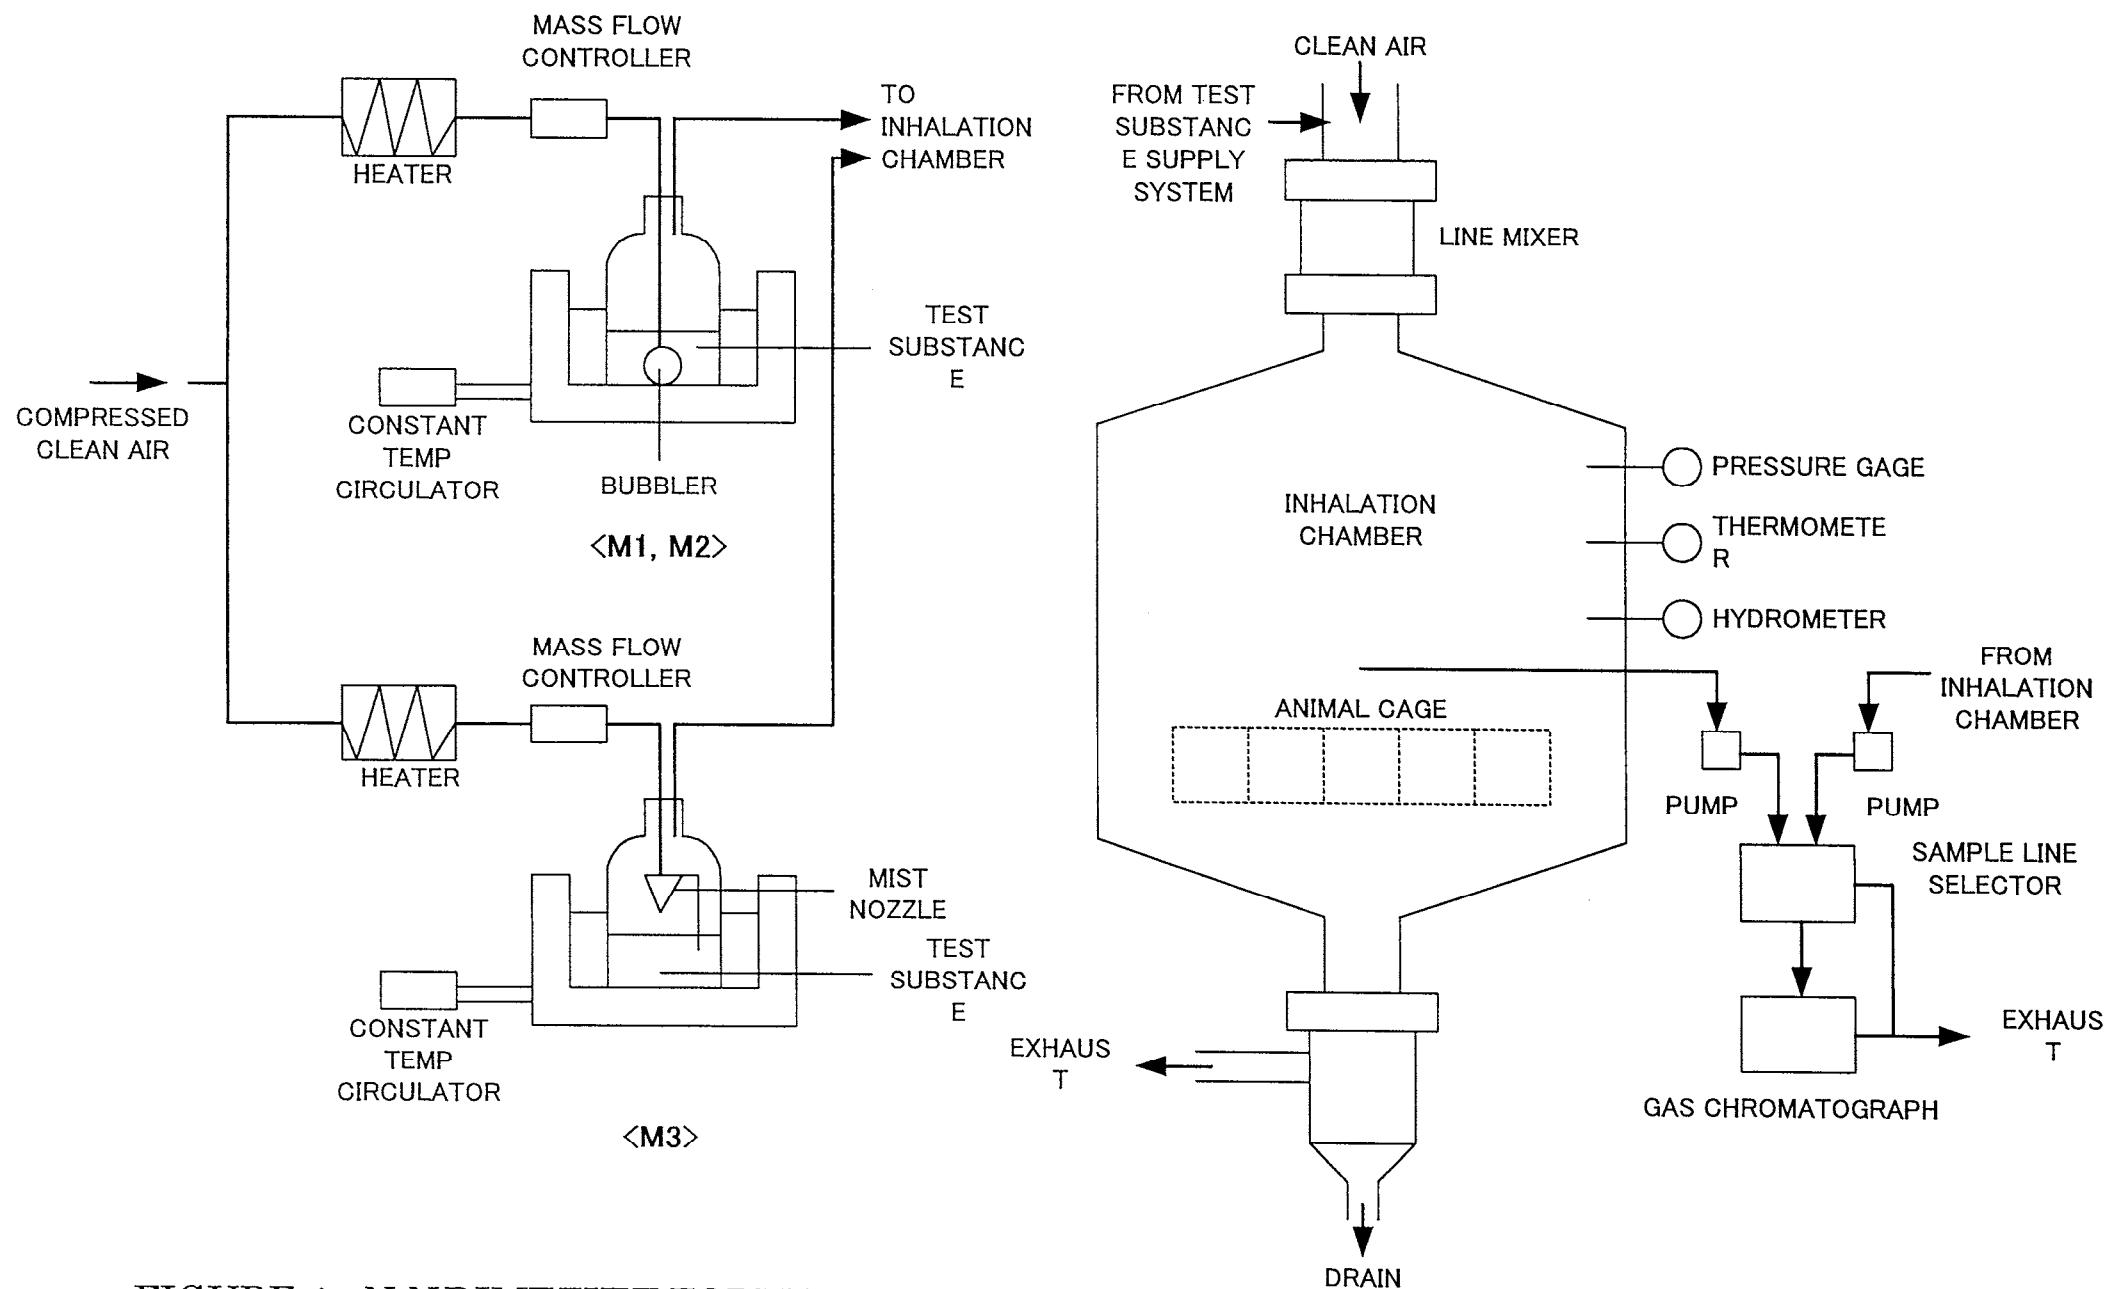 MASS FLOW
CONTROLLER
HEATER
TO
INHALATION
CHAMBER
TEST
SUBSTANC
E
COMPRESSED
CLEAN AIR
CONSTANT
TEMP
CIRCULATOR
BUBBLER
<M1, M2>
MASS FLOW
CONTROLLER
HEATER
MIST
NOZZLE
TEST
SUBSTANC
E
CONSTANT
TEMP
CIRCULATOR
<M3>
CLEAN AIR
FROM TEST
SUBSTANC
E SUPPLY
SYSTEM
LINE MIXER
INHALATION
CHAMBER
PRESSURE GAGE
THERMOMETE
R
HYDROMETER
FROM
INHALATION
CHAMBER
ANIMAL CAGE
PUMP
PUMP
SAMPLE LINE
SELECTOR
EXHAUS
T
GAS CHROMATOGRAPH
EXHAUS
T
DRAIN